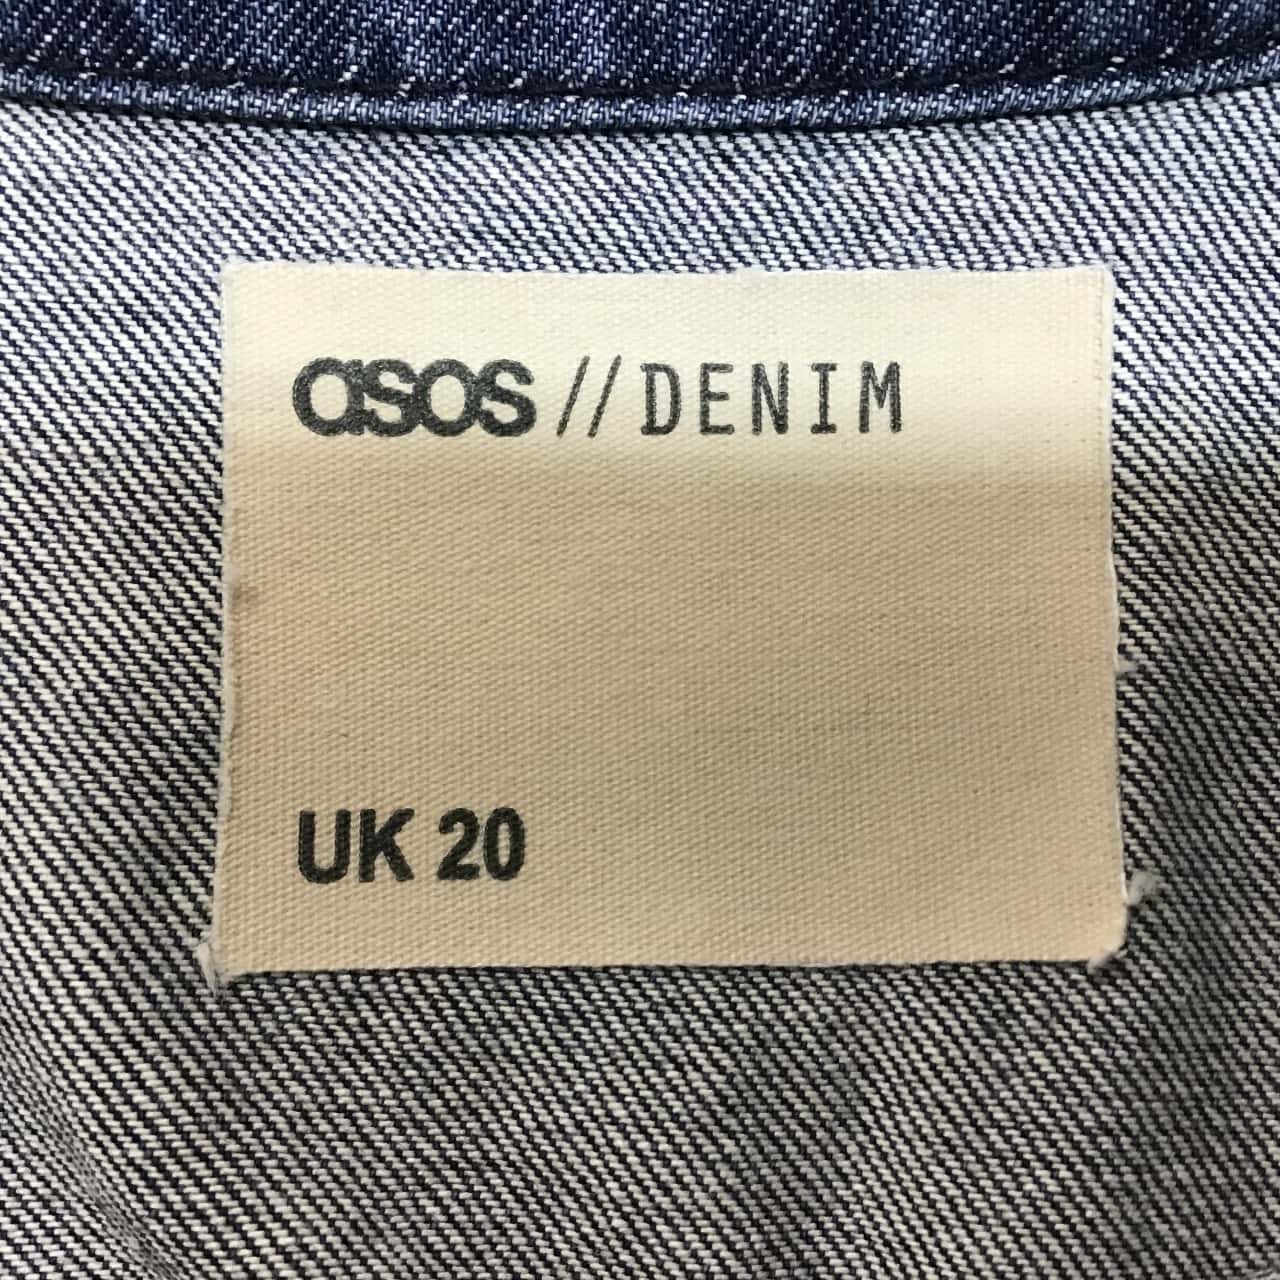 asos // DENIM
UK 20